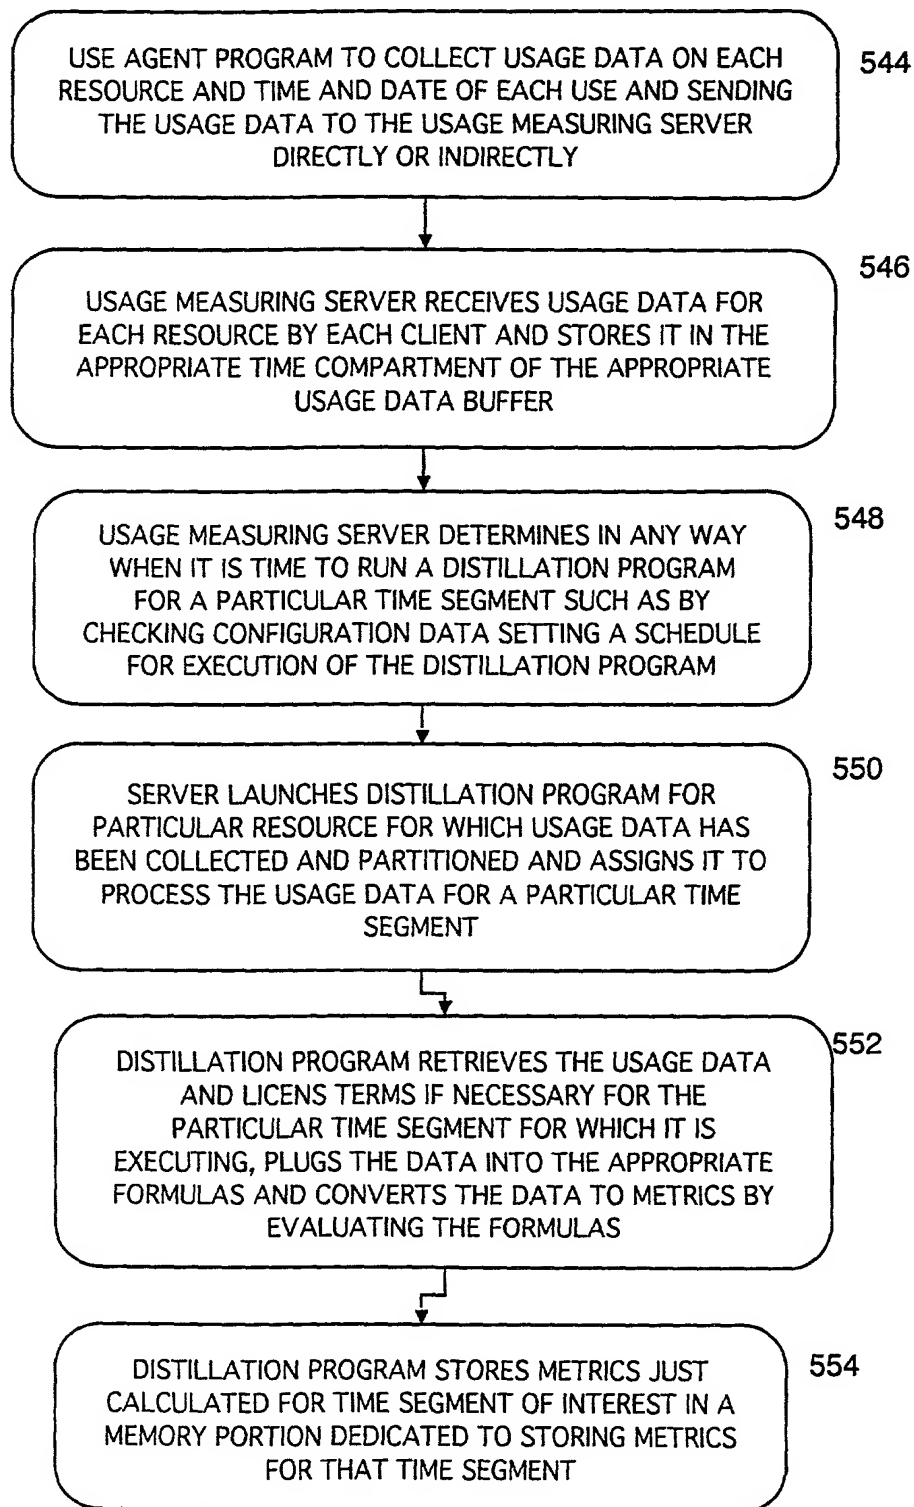 USE AGENT PROGRAM TO COLLECT USAGE DATA ON EACH
RESOURCE AND TIME AND DATE OF EACH USE AND SENDING
THE USAGE DATA TO THE USAGE MEASURING SERVER
DIRECTLY OR INDIRECTLY
544
USAGE MEASURING SERVER RECEIVES USAGE DATA FOR
EACH RESOURCE BY EACH CLIENT AND STORES IT IN THE
APPROPRIATE TIME COMPARTMENT OF THE APPROPRIATE
USAGE DATA BUFFER
546
USAGE MEASURING SERVER DETERMINES IN ANY WAY
WHEN IT IS TIME TO RUN A DISTILLATION PROGRAM
FOR A PARTICULAR TIME SEGMENT SUCH AS BY
CHECKING CONFIGURATION DATA SETTING A SCHEDULE
FOR EXECUTION OF THE DISTILLATION PROGRAM
548
SERVER LAUNCHES DISTILLATION PROGRAM FOR
PARTICULAR RESOURCE FOR WHICH USAGE DATA HAS
BEEN COLLECTED AND PARTITIONED AND ASSIGNS IT TO
PROCESS THE USAGE DATA FOR A PARTICULAR TIME
SEGMENT
550
DISTILLATION PROGRAM RETRIEVES THE USAGE DATA
AND LICENS TERMS IF NECESSARY FOR THE
PARTICULAR TIME SEGMENT FOR WHICH IT IS
EXECUTING, PLUGS THE DATA INTO THE APPROPRIATE
FORMULAS AND CONVERTS THE DATA TO METRICS BY
EVALUATING THE FORMULAS
552
DISTILLATION PROGRAM STORES METRICS JUST
CALCULATED FOR TIME SEGMENT OF INTEREST IN A
MEMORY PORTION DEDICATED TO STORING METRICS
FOR THAT TIME SEGMENT
554